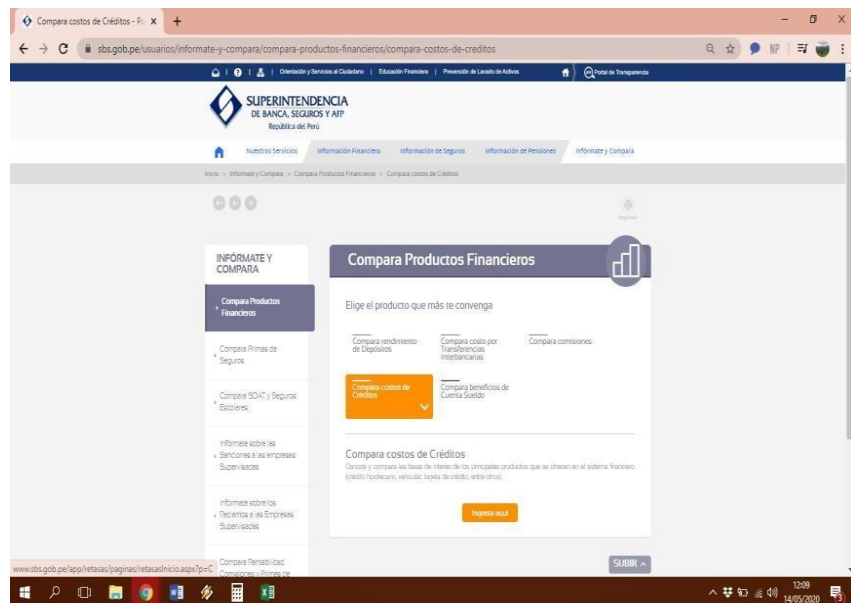 Compara costos de Créditos - Po
sbs.gob.pe/usuarios/informate-y-compara/compara-productos-financieros/compara-costos-de-creditos
NP
Orientación y Servicios al Ciudadano | Educación Financiera | Prevención de Lavado de Activos
Portal de Transparencia
SUPERINTENDENCIA
DE BANCA, SEGUROS Y AFP
República del Perú
Nuestros Servicios
Información Financiera
Información de Seguros
Información de Pensiones
Infórmate y Compara
Inicio > Infórmate y Compara > Compara Productos Financieros > Compara costos de Créditos
Imprimir
INFÓRMATE Y
COMPARA
Compara Productos
Financieros
Compara Primas de
Seguros
Compara SOAT y Seguros
Escolares
Infórmate sobre las
Sanciones a las empresas
Supervisadas
Infórmate sobre los
Reclamos a las Empresas
Supervisadas
Compara Rentabilidad,
Comisiones y Primas de
Compara Productos Financieros
Elige el producto que más te convenga
Compara rendimiento
de Depósitos
Compara costo por
Transferencias
Interbancarias
Compara comisiones
Compara costos de
Créditos
Compara beneficios de
Cuenta Sueldo
Compara costos de Créditos
Conoce y compara las tasas de interés de los principales productos que se ofrecen en el sistema financiero
(crédito hipotecario, vehicular, tarjeta de crédito, entre otros)
Ingresa aquí
SUBIR
www.sbs.gob.pe/app/retasas/paginas/retasasInicio.aspx?p=C
12:09
14/05/2020